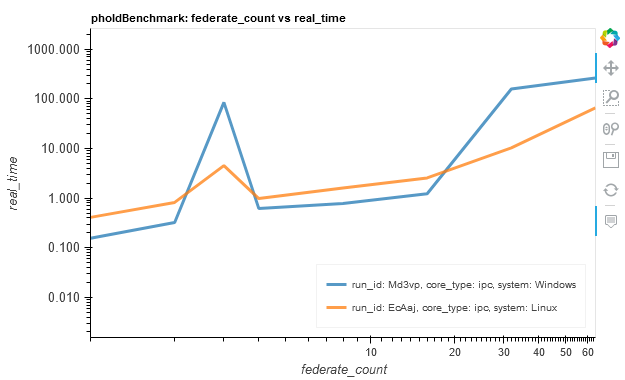 pholdBenchmark: federate_count vs real_time
1000.000
100.000
10.000
1.000
0.100
0.010
real_time
run_id: Md3vp, core_type: ipc, system: Windows
run_id: EcAaj, core_type: ipc, system: Linux
10 20 30 40 50 60
federate_count